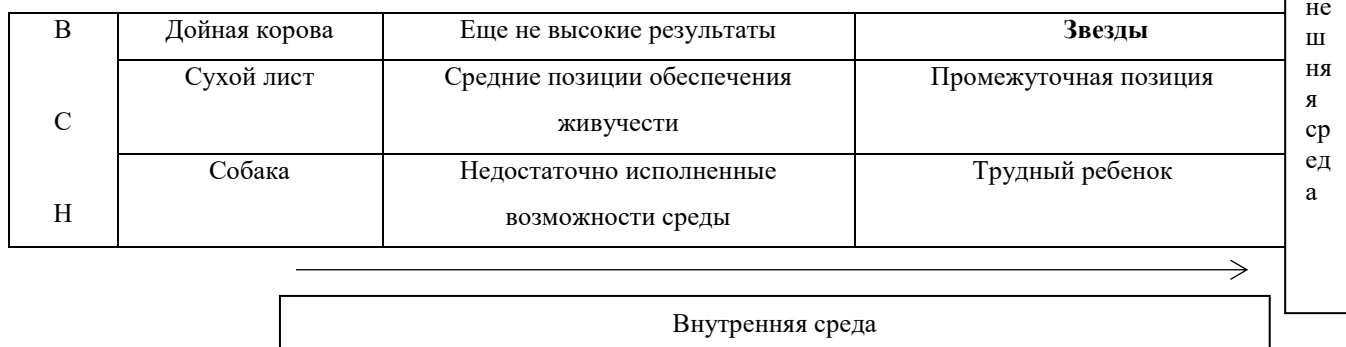 В
Дойная корова
Еще не высокие результаты
Звезды
С
Сухой лист
Средние позиции обеспечения
живучести
Промежуточная позиция
Н
Собака
Недостаточно исполненные
возможности среды
Трудный ребенок
не
ш
ня
я
ср
ед
а
Внутренняя среда